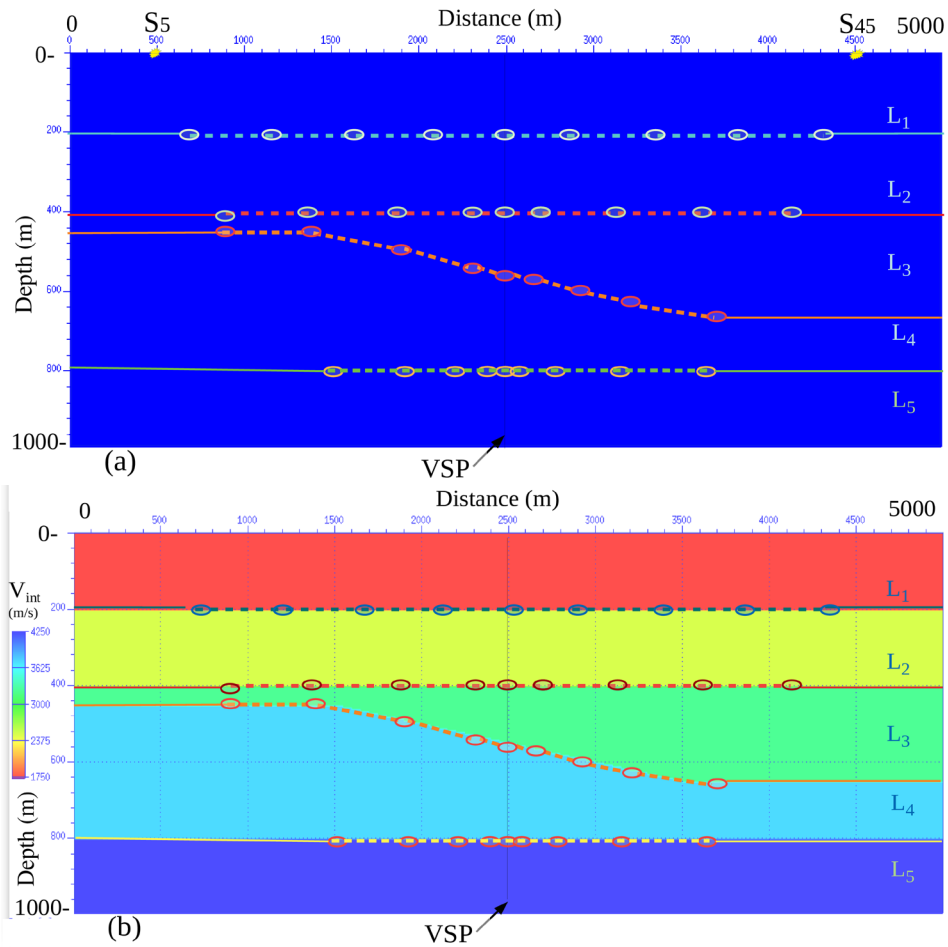 Distance (m)
0 S5 S45 5000
0 500 1000 1500 2000 2500 3000 3500 4000 4500
0-
200
L1
400
L2
Depth (m)
L3
600
L4
800
L5
1000-
(a)
VSP
Distance (m)
0 5000
500 1000 1500 2000 2500 3000 3500 4000 4500
0-
Vint
(m/s)
4250
3625
3000
2375
1750
200
L1
400
L2
L3
600
Depth (m)
L4
800
L5
1000-
(b)
VSP